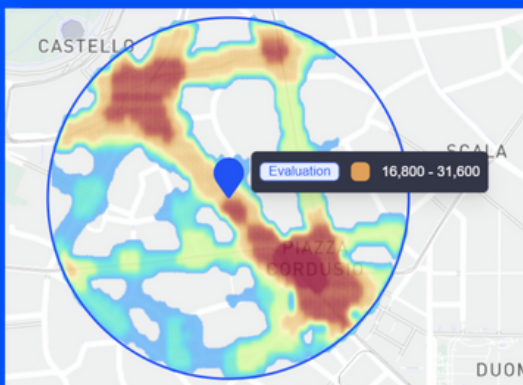 CASTELLO
SCALA
Evaluation 16,800 - 31,600
PIAZZA
CORDUSIO
DUOM